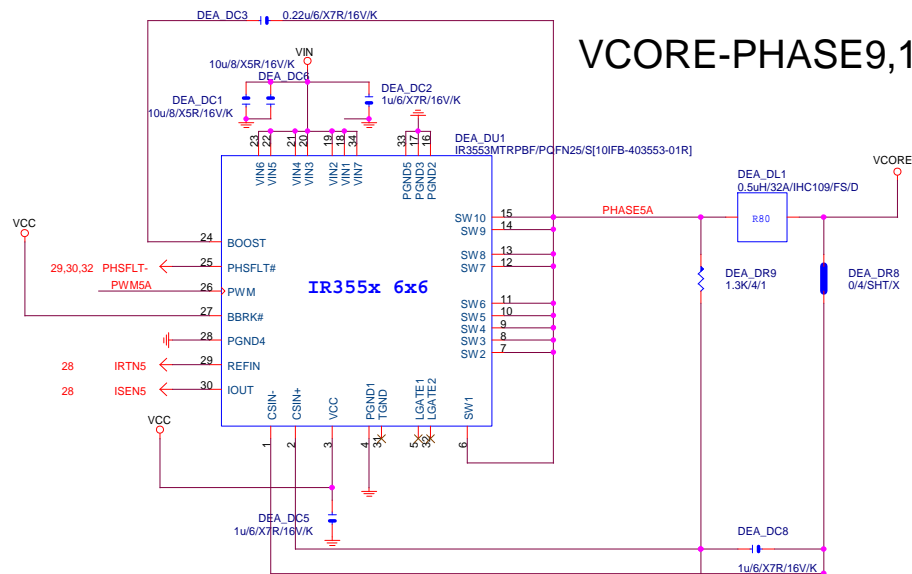 DEA_DC3 0.22u/6/X7R/16V/K
VCORE-PHASE9,1
VIN
10u/8/X5R/16V/K
DEA_DC6
DEA_DC1
10u/8/X5R/16V/K
DEA_DC2
1u/6/X7R/16V/K
DEA_DU1
IR3553MTRPBF/PQFN25/S[10IFB-403553-01R]
23 22 21 20 19 18 34 33 17 16
VIN6 VIN5 VIN4 VIN3 VIN2 VIN1 VIN7 PGND5 PGND3 PGND2
DEA_DL1
0.5uH/32A/IHC109/FS/D
VCORE
R80
PHASE5A
SW10 15
SW9 14
SW8 13
SW7 12
SW6 11
SW5 10
SW4 9
SW3 8
SW2 7
VCC
24 BOOST
29,30,32 PHSFLT- 25 PHSFLT#
PWM5A 26 PWM
27 BBRK#
28 PGND4
28 IRTN5 29 REFIN
28 ISEN5 30 IOUT
IR355x 6x6
DEA_DR9
1.3K/4/1
DEA_DR8
0/4/SHT/X
CSIN- CSIN+ VCC PGND1 TGND LGATE1 LGATE2 SW1
1 2 3 4 31 5 32 6
VCC
DEA_DC5
1u/6/X7R/16V/K
DEA_DC8
1u/6/X7R/16V/K